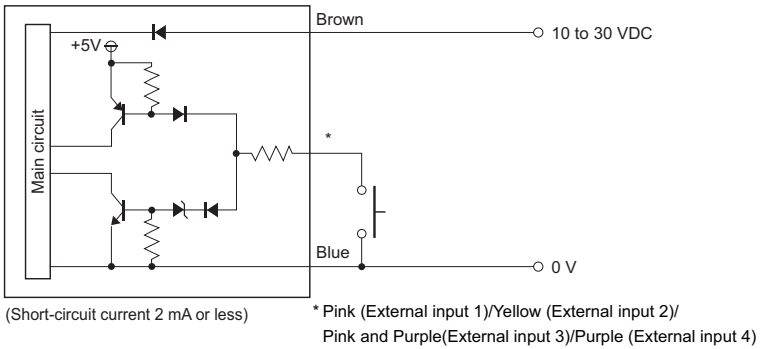 Brown
10 to 30 VDC
+5V
Main circuit
*
Blue
0 V
(Short-circuit current 2 mA or less)
* Pink (External input 1)/Yellow (External input 2)/
Pink and Purple(External input 3)/Purple (External input 4)